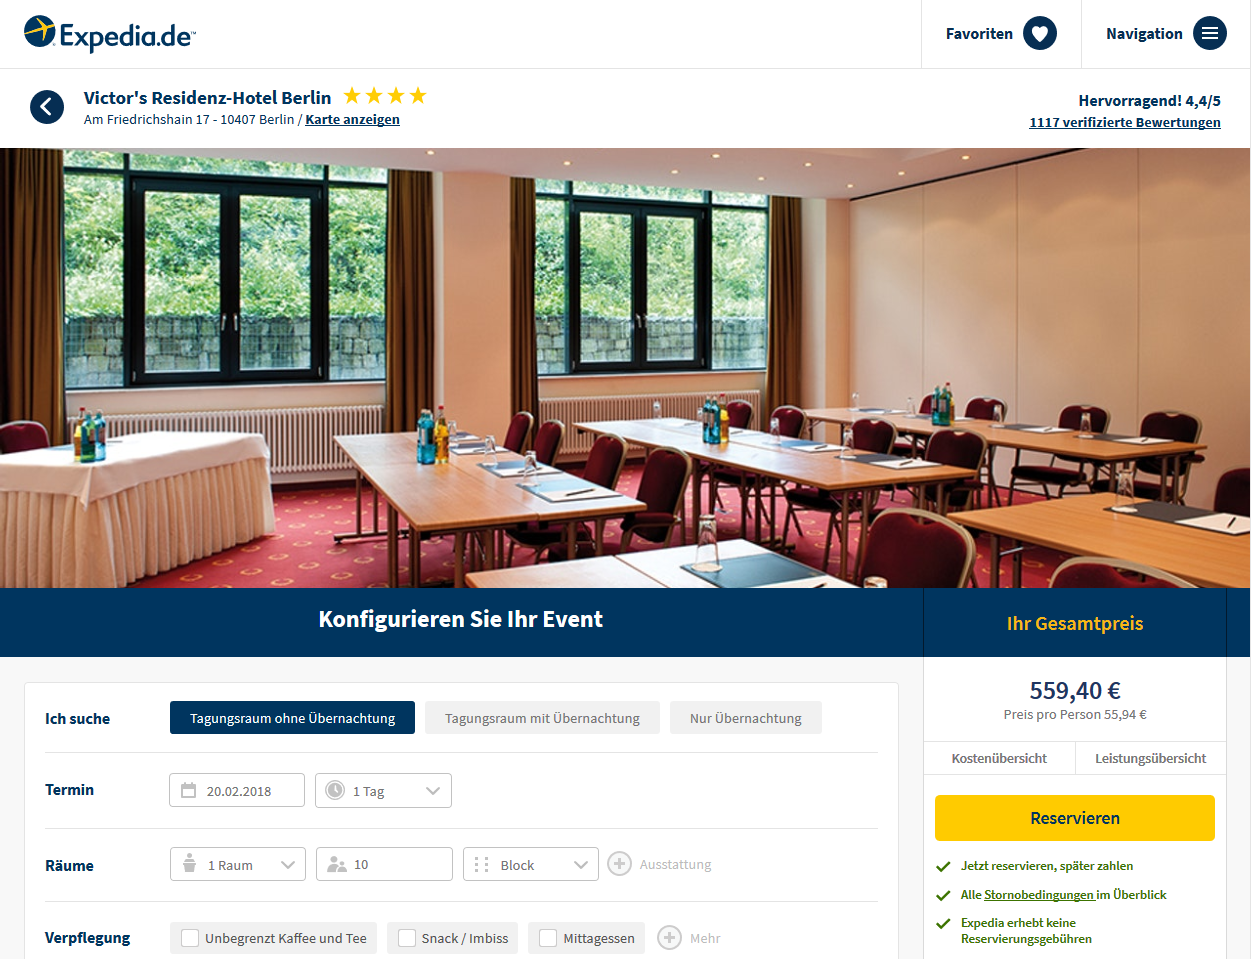 Expedia.de™
Favoriten
Navigation
Victor's Residenz-Hotel Berlin
Am Friedrichshain 17 - 10407 Berlin / Karte anzeigen
Hervorragend! 4,4/5
1117 verifizierte Bewertungen
Konfigurieren Sie Ihr Event
Ihr Gesamtpreis
Ich suche
Tagungsraum ohne Übernachtung
Tagungsraum mit Übernachtung
Nur Übernachtung
Termin
20.02.2018
1 Tag
Räume
1 Raum
10
Block
Ausstattung
Verpflegung
Unbegrenzt Kaffee und Tee
Snack / Imbiss
Mittagessen
Mehr
559,40 €
Preis pro Person 55,94 €
Kostenübersicht
Leistungsübersicht
Reservieren
Jetzt reservieren, später zahlen
Alle Stornobedingungen im Überblick
Expedia erhebt keine
Reservierungsgebühren